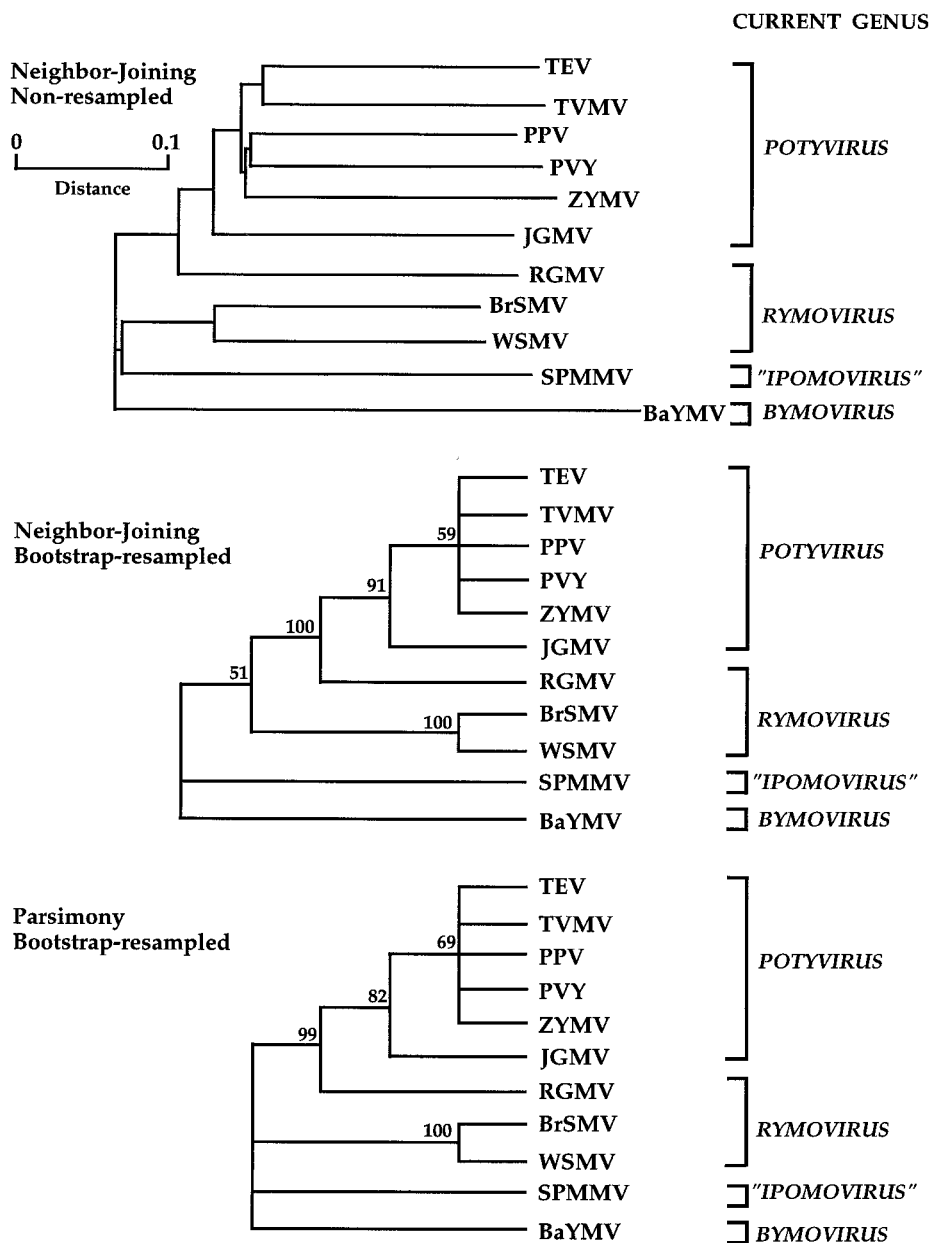 CURRENT GENUS
Neighbor-Joining
Non-resampled
0 0.1
Distance
TEV
TVMV
PPV
PVY
ZYMV
JGMV
RGMV
BrSMV
WSMV
SPMMV
BaYMV
POTYVIRUS
RYMOVIRUS
"IPOMOVIRUS"
BYMOVIRUS
Neighbor-Joining
Bootstrap-resampled
59
91
100
51
100
TEV
TVMV
PPV
PVY
ZYMV
JGMV
RGMV
BrSMV
WSMV
SPMMV
BaYMV
POTYVIRUS
RYMOVIRUS
"IPOMOVIRUS"
BYMOVIRUS
Parsimony
Bootstrap-resampled
69
82
99
100
TEV
TVMV
PPV
PVY
ZYMV
JGMV
RGMV
BrSMV
WSMV
SPMMV
BaYMV
POTYVIRUS
RYMOVIRUS
"IPOMOVIRUS"
BYMOVIRUS